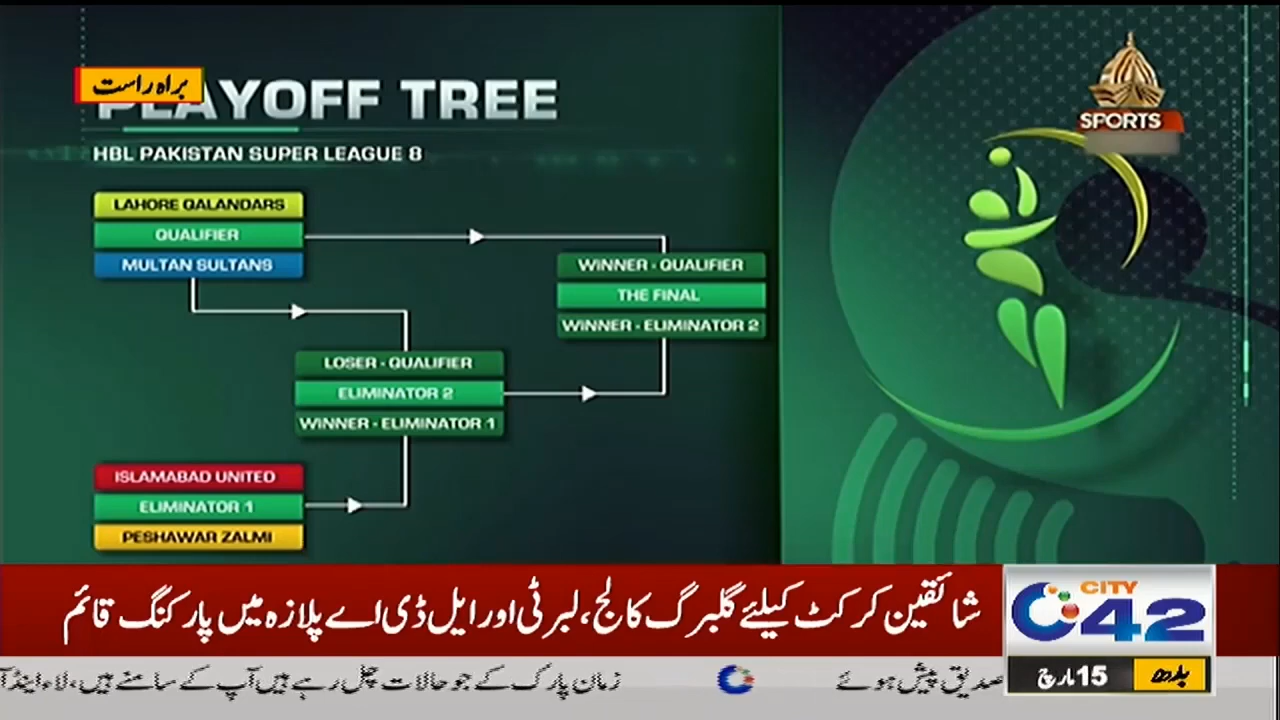 براہ راست
PLAYOFF TREE
HBL PAKISTAN SUPER LEAGUE 8
SPORTS
LAHORE QALANDARS
QUALIFIER
MULTAN SULTANS
WINNER - QUALIFIER
THE FINAL
WINNER - ELIMINATOR 2
LOSER - QUALIFIER
ELIMINATOR 2
WINNER - ELIMINATOR 1
ISLAMABAD UNITED
ELIMINATOR 1
PESHAWAR ZALMI
شائقین کرکٹ کیلئے گلبرگ کالج، لبرٹی اور ایل ڈی اے پلازہ میں پارکنگ قائم
CITY
42
صدیق پیش ہوئے
زمان پارک کے جو حالات چل رہے ہیں آپ کے سامنے ہیں، لاء اینڈ آ
بدھ
15 مارچ